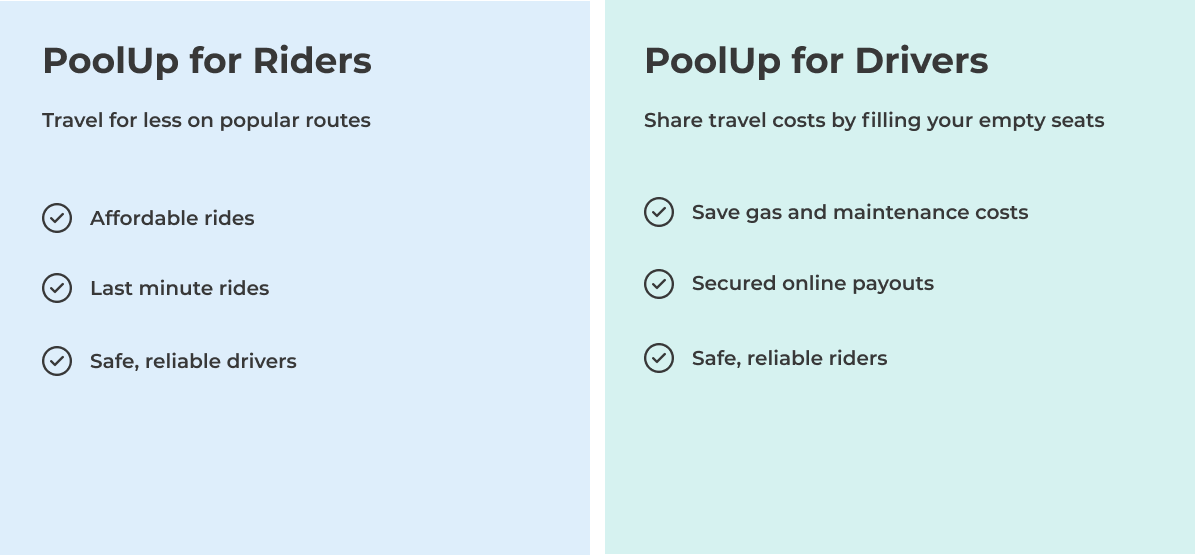 PoolUp for Riders
Travel for less on popular routes
Affordable rides
Last minute rides
Safe, reliable drivers
PoolUp for Drivers
Share travel costs by filling your empty seats
Save gas and maintenance costs
Secured online payouts
Safe, reliable riders